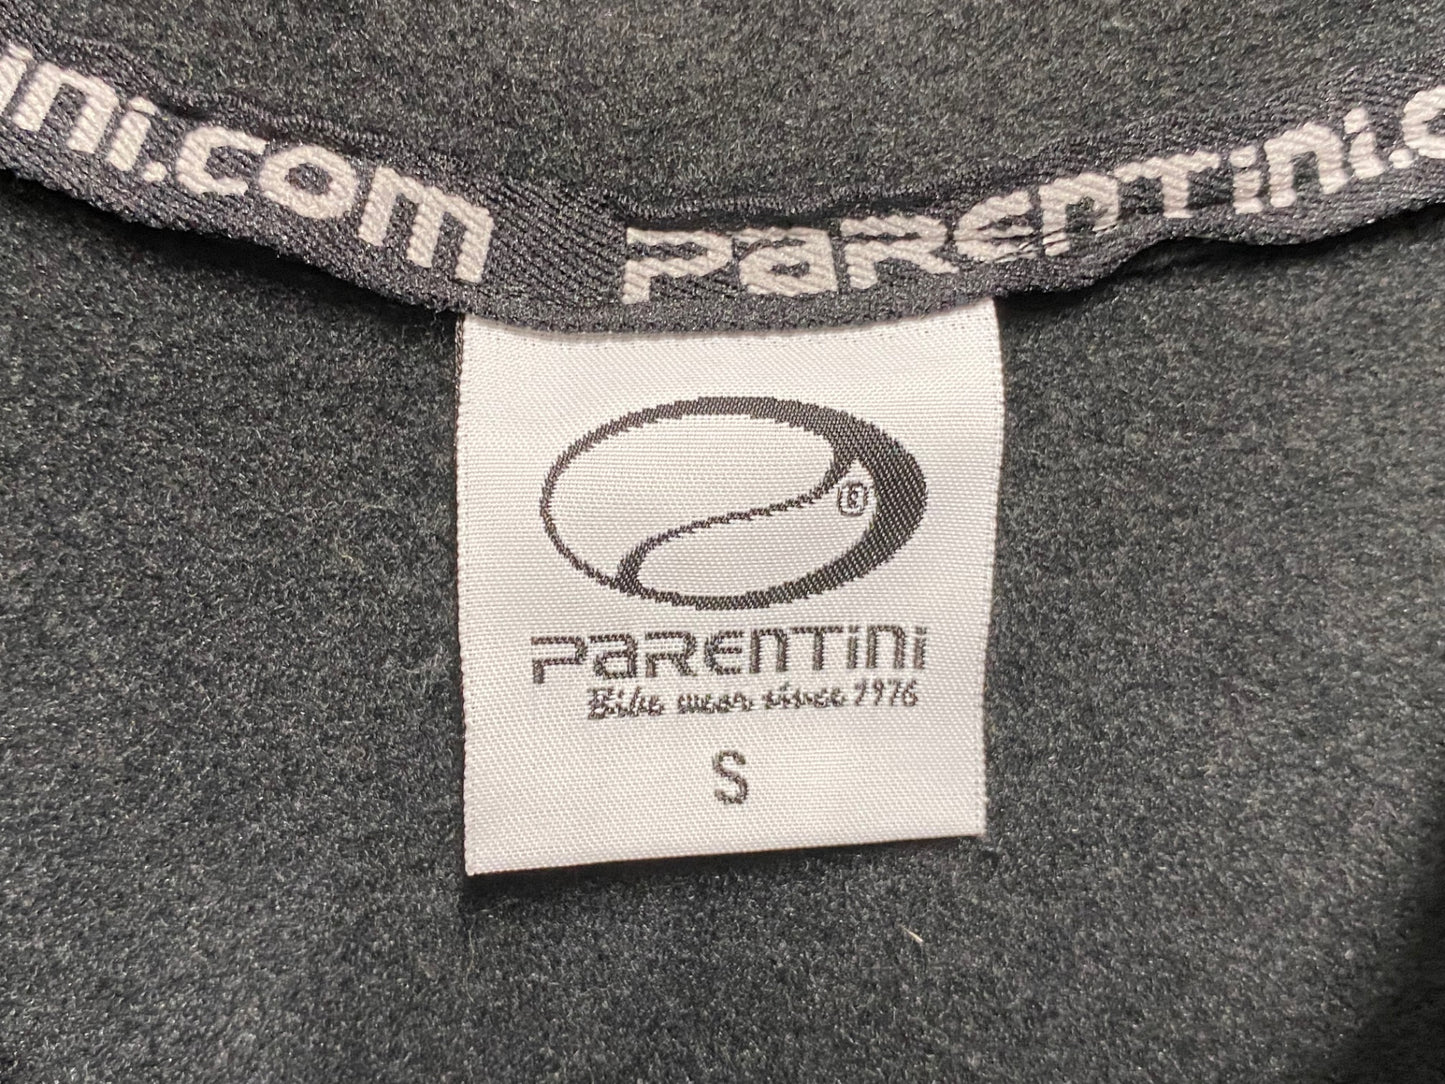 ini.com PARENTINI.c
®
PARENTINI
Bike wear since 1976
S